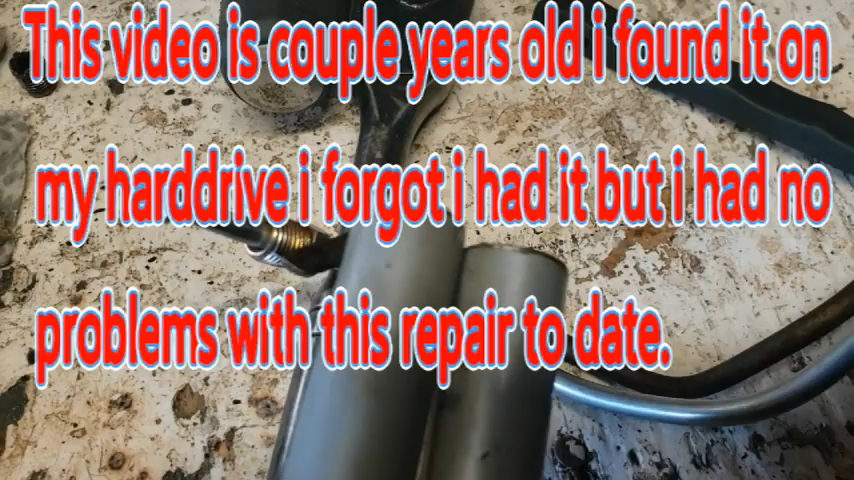 This video is couple years old i found it on
my harddrive i forgot i had it but i had no
problems with this repair to date.